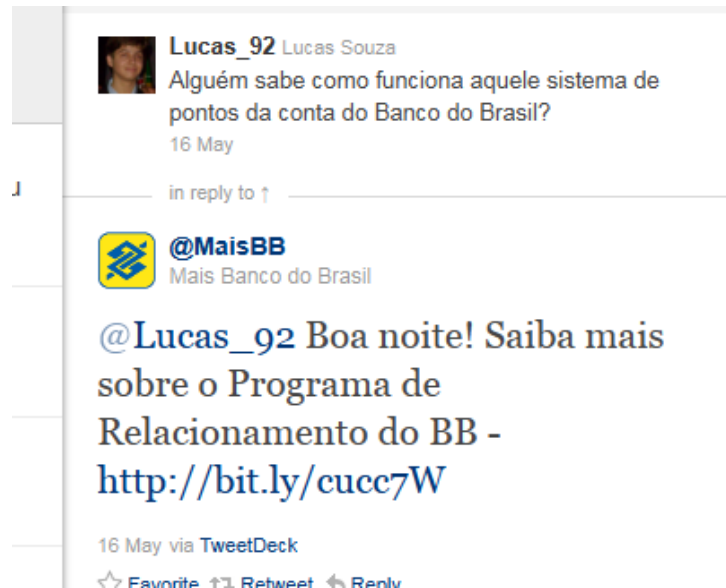 Lucas_92 Lucas Souza
Alguém sabe como funciona aquele sistema de
pontos da conta do Banco do Brasil?
16 May
u
in reply to ↑
@MaisBB
Mais Banco do Brasil
@Lucas_92 Boa noite! Saiba mais
sobre o Programa de
Relacionamento do BB -
http://bit.ly/cucc7W
16 May via TweetDeck
Favorite Retweet Reply